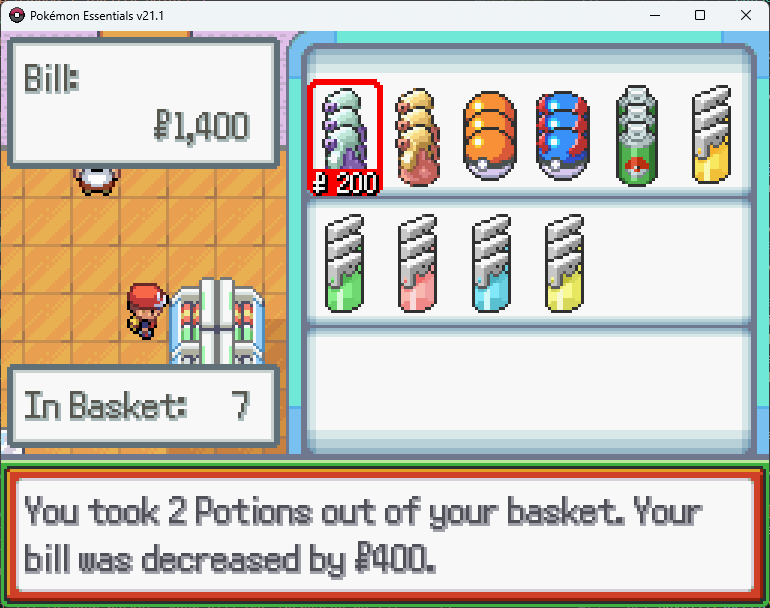 Pokémon Essentials v21.1
Bill:
₽1,400
₽ 200
In Basket: 7
You took 2 Potions out of your basket. Your
bill was decreased by ₽400.